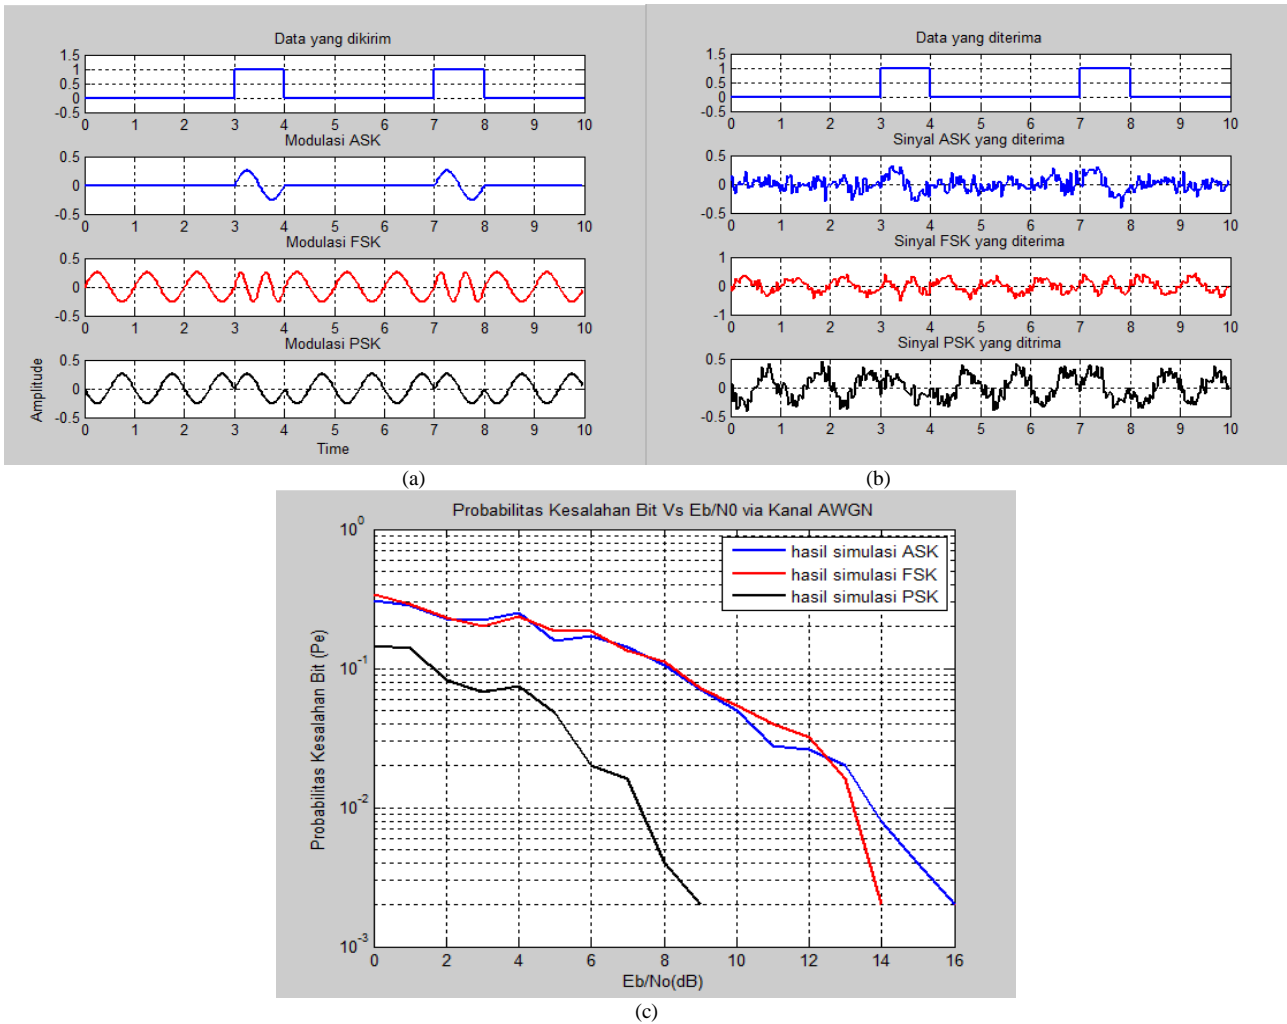 Data yang dikirim
1.5
1
0.5
0
-0.5
0 1 2 3 4 5 6 7 8 9 10
Modulasi ASK
0.5
0
-0.5
0 1 2 3 4 5 6 7 8 9 10
Modulasi FSK
0.5
0
-0.5
0 1 2 3 4 5 6 7 8 9 10
Modulasi PSK
0.5
0
-0.5
0 1 2 3 4 5 6 7 8 9 10
Amplitude
Time
(a)
Data yang diterima
1.5
1
0.5
0
-0.5
0 1 2 3 4 5 6 7 8 9 10
Sinyal ASK yang diterima
0.5
0
-0.5
0 1 2 3 4 5 6 7 8 9 10
Sinyal FSK yang diterima
1
0
-1
0 1 2 3 4 5 6 7 8 9 10
Sinyal PSK yang ditrima
0.5
0
-0.5
0 1 2 3 4 5 6 7 8 9 10
(b)
Probabilitas Kesalahan Bit Vs Eb/N0 via Kanal AWGN
hasil simulasi ASK
hasil simulasi FSK
hasil simulasi PSK
Probabilitas Kesalahan Bit (Pe)
10^0
10^-1
10^-2
10^-3
0 2 4 6 8 10 12 14 16
Eb/No(dB)
(c)